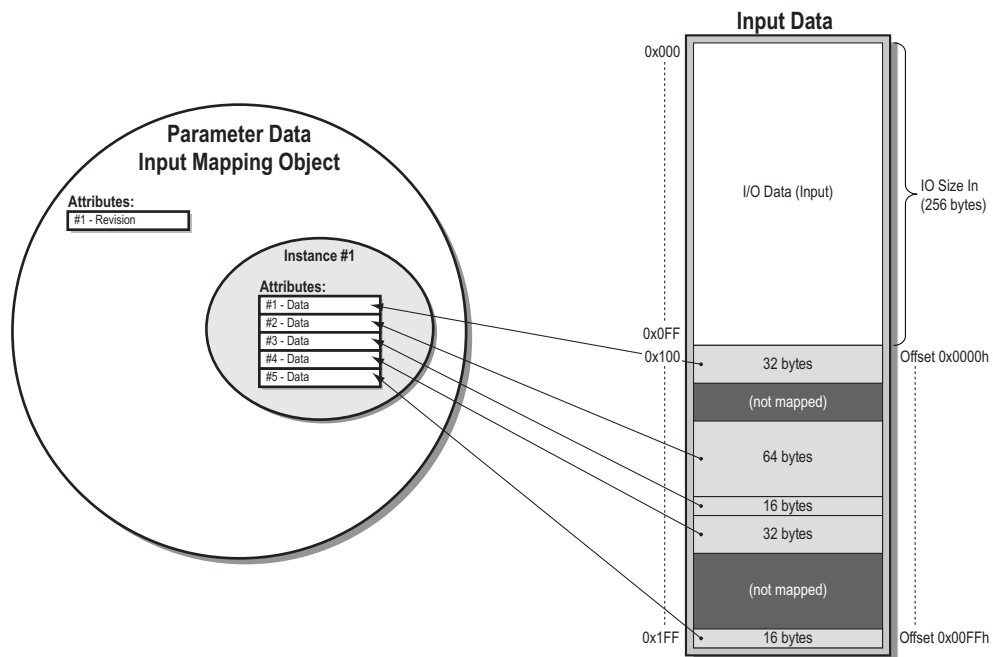 Parameter Data
Input Mapping Object
Attributes:
#1 - Revision
Instance #1
Attributes:
#1 - Data
#2 - Data
#3 - Data
#4 - Data
#5 - Data
Input Data
0x000
I/O Data (Input)
IO Size In
(256 bytes)
0x0FF
0x100
32 bytes
Offset 0x0000h
(not mapped)
64 bytes
16 bytes
32 bytes
(not mapped)
0x1FF
16 bytes
Offset 0x00FFh